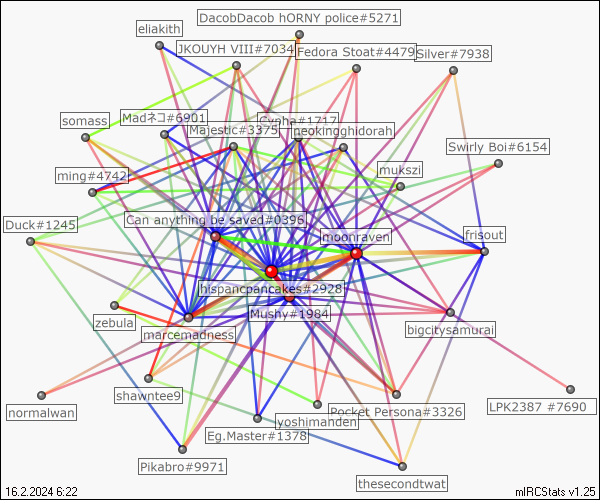 DacobDacob hORNY police#5271
eliakith
JKOUYH VIII#7034
Fedora Stoat#4479
Silver#7938
Madネコ#6901
Cyaha#1717
somass
Majestic#3375
neokingghidorah
Swirly Boi#6154
mukszi
ming#4742
Duck#1245
Can anything be saved#0396
moonraven
frisout
hispancpancakes#2928
Mushy#1984
zebula
marcemadness
bigcitysamurai
shawntee9
normalwan
Pocket Persona#3326
LPK2387 #7690
yoshimanden
Eg.Master#1378
Pikabro#9971
thesecondtwat
16.2.2024 6:22
mIRCStats v1.25